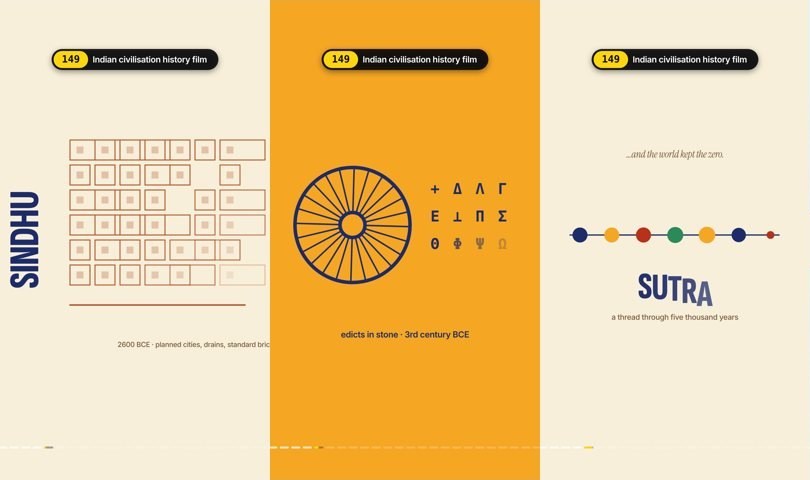 149 Indian civilisation history film
SINDHU
2600 BCE · planned cities, drains, standard bric
149 Indian civilisation history film
+ Δ Λ Γ
E ⊥ Π Σ
Θ Φ Ψ Ω
edicts in stone · 3rd century BCE
149 Indian civilisation history film
...and the world kept the zero.
SUTRA
a thread through five thousand years